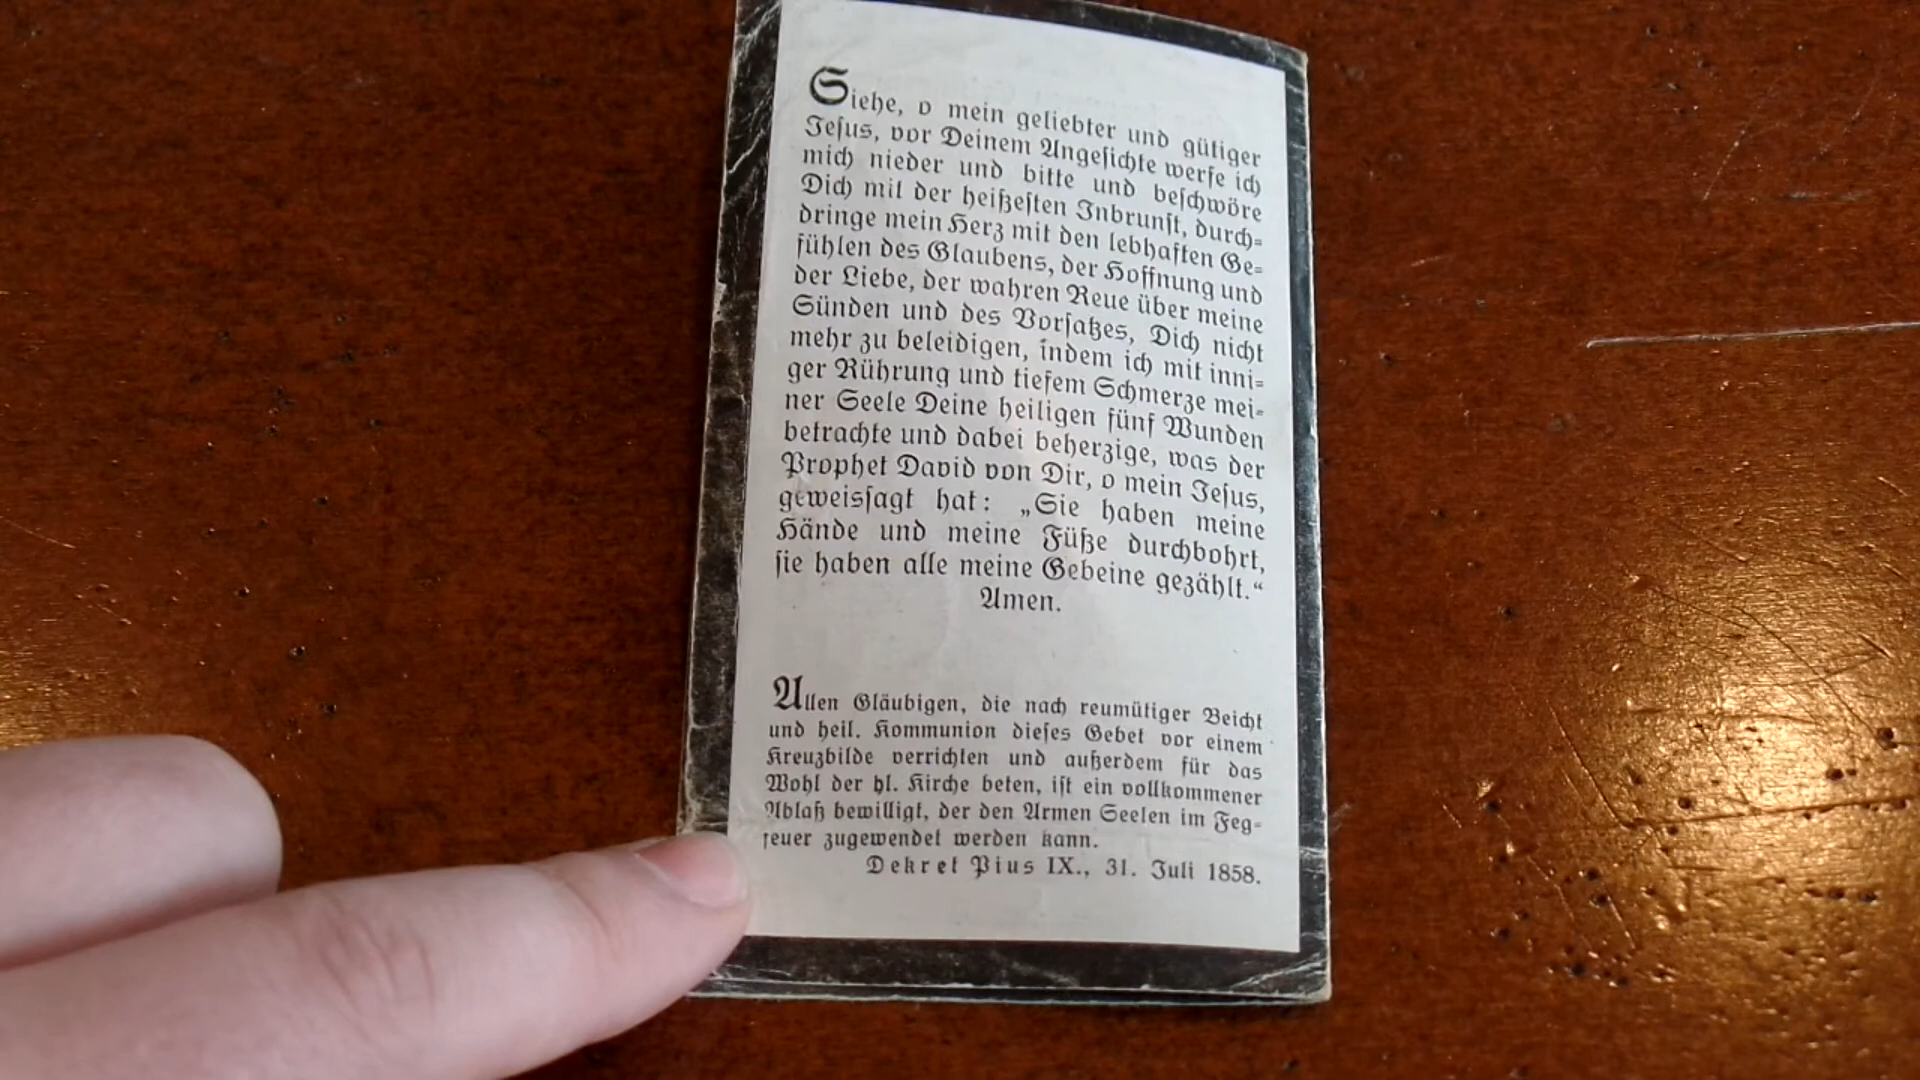 Siehe, o mein geliebter und gütiger
Jesus, vor Deinem Angesichte werfe ich
mich nieder und bitte und beschwöre
Dich mit der heißesten Inbrunst, durch-
dringe mein Herz mit den lebhaften Ge-
fühlen des Glaubens, der Hoffnung und
der Liebe, der wahren Reue über meine
Sünden und des Vorsatzes, Dich nicht
mehr zu beleidigen, indem ich mit inni-
ger Rührung und tiefem Schmerze mei-
ner Seele Deine heiligen fünf Wunden
betrachte und dabei beherzige, was der
Prophet David von Dir, o mein Jesus,
geweissagt hat: „Sie haben meine
Hände und meine Füße durchbohrt,
sie haben alle meine Gebeine gezählt.“
Amen.
Allen Gläubigen, die nach reumütiger Beicht
und heil. Kommunion dieses Gebet vor einem
Kreuzbilde verrichten und außerdem für das
Wohl der hl. Kirche beten, ist ein vollkommener
Ablaß bewilligt, der den Armen Seelen im Feg-
feuer zugewendet werden kann.
Dekret Pius IX., 31. Juli 1858.